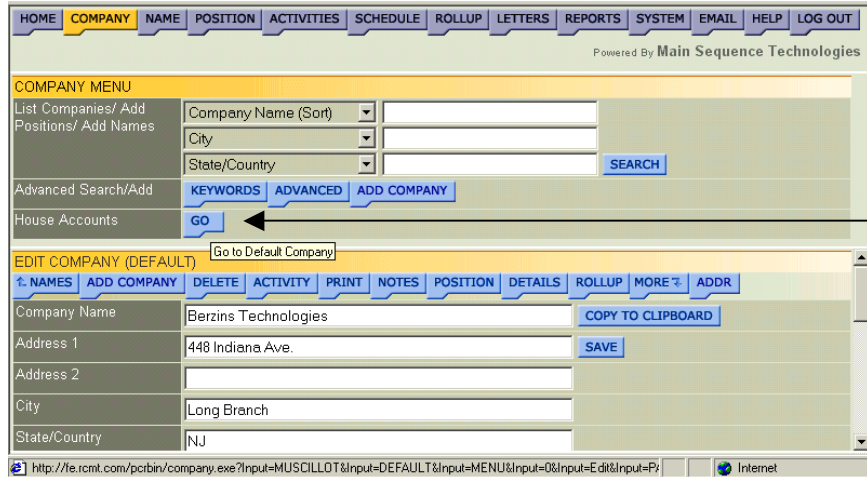 HOME COMPANY NAME POSITION ACTIVITIES SCHEDULE ROLLUP LETTERS REPORTS SYSTEM EMAIL HELP LOG OUT
Powered By Main Sequence Technologies
COMPANY MENU
List Companies/ Add
Positions/ Add Names
Company Name (Sort)
City
State/Country
SEARCH
Advanced Search/Add KEYWORDS ADVANCED ADD COMPANY
House Accounts GO
Go to Default Company
EDIT COMPANY (DEFAULT)
NAMES ADD COMPANY DELETE ACTIVITY PRINT NOTES POSITION DETAILS ROLLUP MORE ADDR
Company Name Berzins Technologies COPY TO CLIPBOARD
Address 1 448 Indiana Ave. SAVE
Address 2
City Long Branch
State/Country NJ
http://fe.rcmt.com/pcrbin/company.exe?Input=MUSCILLOT&Input=DEFAULT&Input=MENU&Input=0&Input=Edit&Input=P Internet